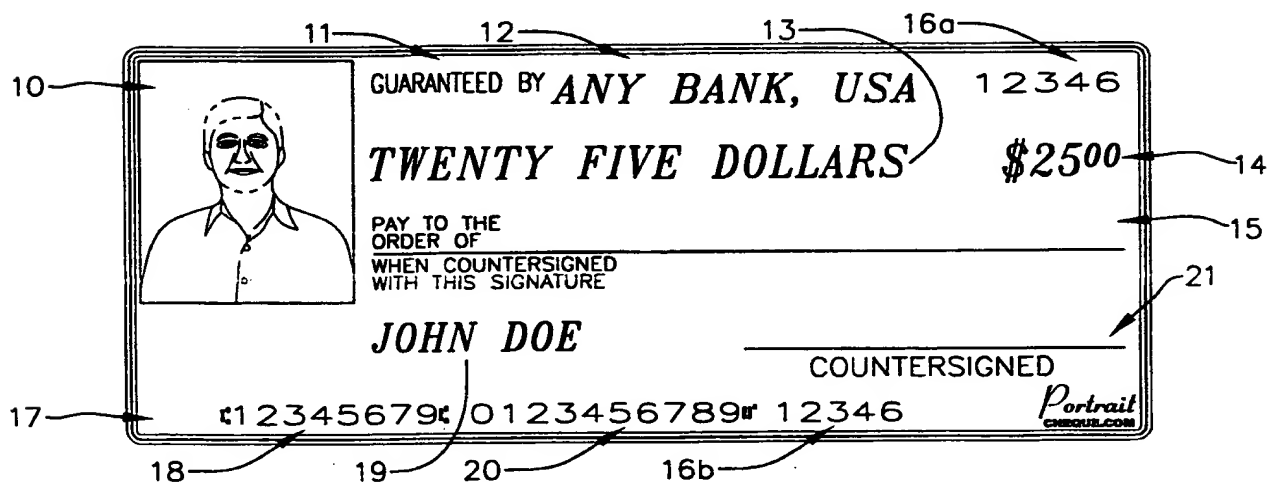 11 12 13 16a
10 GUARANTEED BY ANY BANK, USA 12346
TWENTY FIVE DOLLARS $2500 14
PAY TO THE
ORDER OF 15
WHEN COUNTERSIGNED
WITH THIS SIGNATURE
21
JOHN DOE
COUNTERSIGNED
17 ⑆12345679⑆ 0123456789⑈ 12346 Portrait
CHEQUE.COM
18 19 20 16b